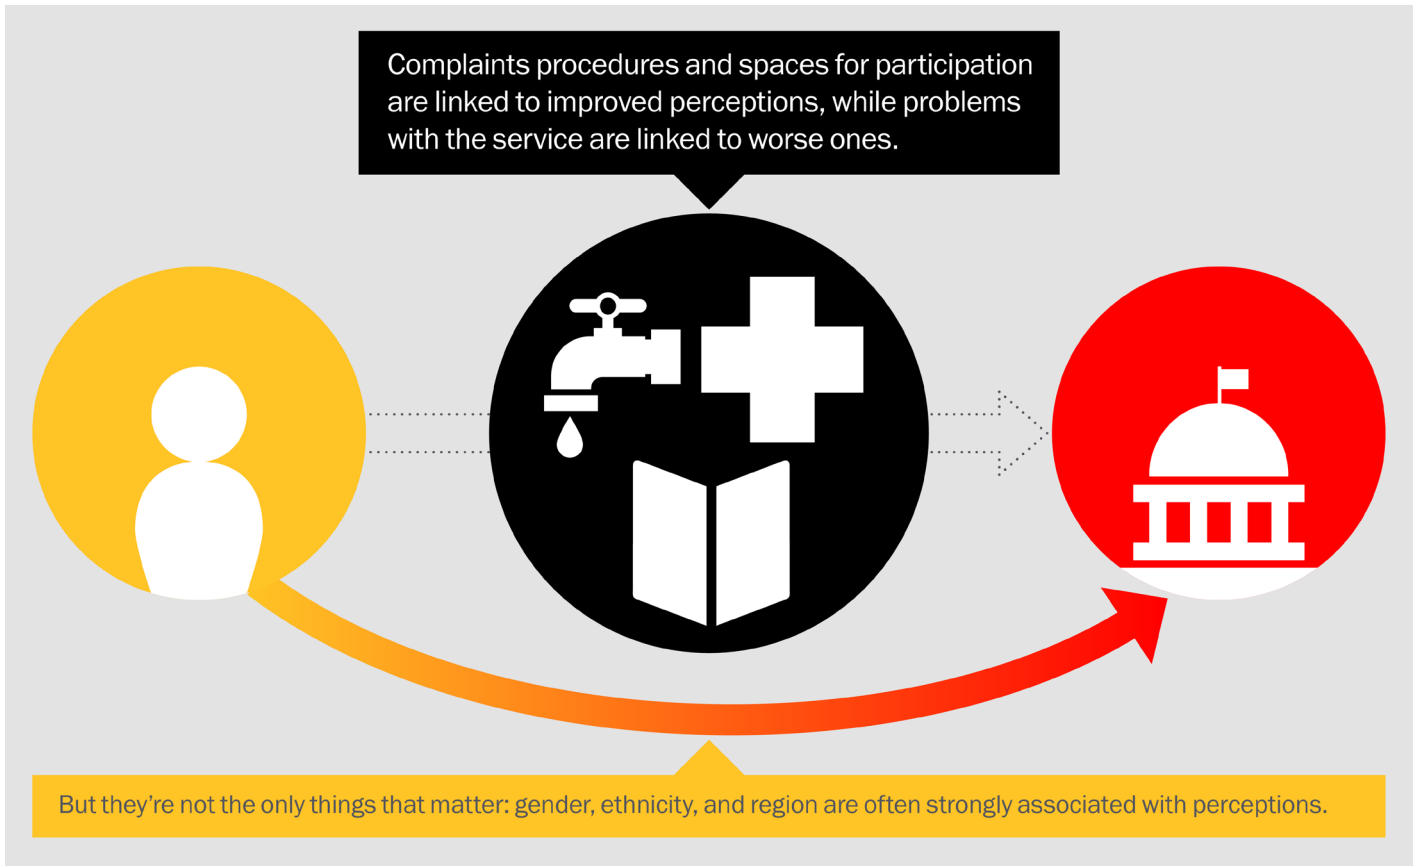 Complaints procedures and spaces for participation
are linked to improved perceptions, while problems
with the service are linked to worse ones.
But they’re not the only things that matter: gender, ethnicity, and region are often strongly associated with perceptions.